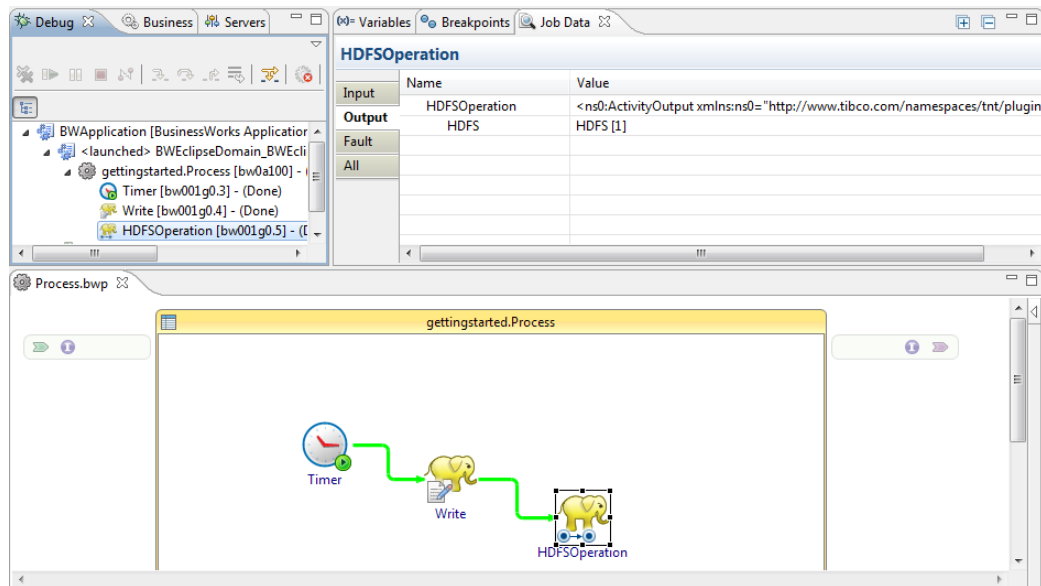 Debug Business Servers
(x)= Variables Breakpoints Job Data
HDFSOperation
Name Value
Input
Output
Fault
All
HDFSOperation <ns0:ActivityOutput xmlns:ns0="http://www.tibco.com/namespaces/tnt/plugin
HDFS HDFS [1]
BWApplication [BusinessWorks Application
<launched> BWEclipseDomain_BWEcli
gettingstarted.Process [bw0a100] - (
Timer [bw001g0.3] - (Done)
Write [bw001g0.4] - (Done)
HDFSOperation [bw001g0.5] - (D
Process.bwp
gettingstarted.Process
Timer
Write
HDFSOperation